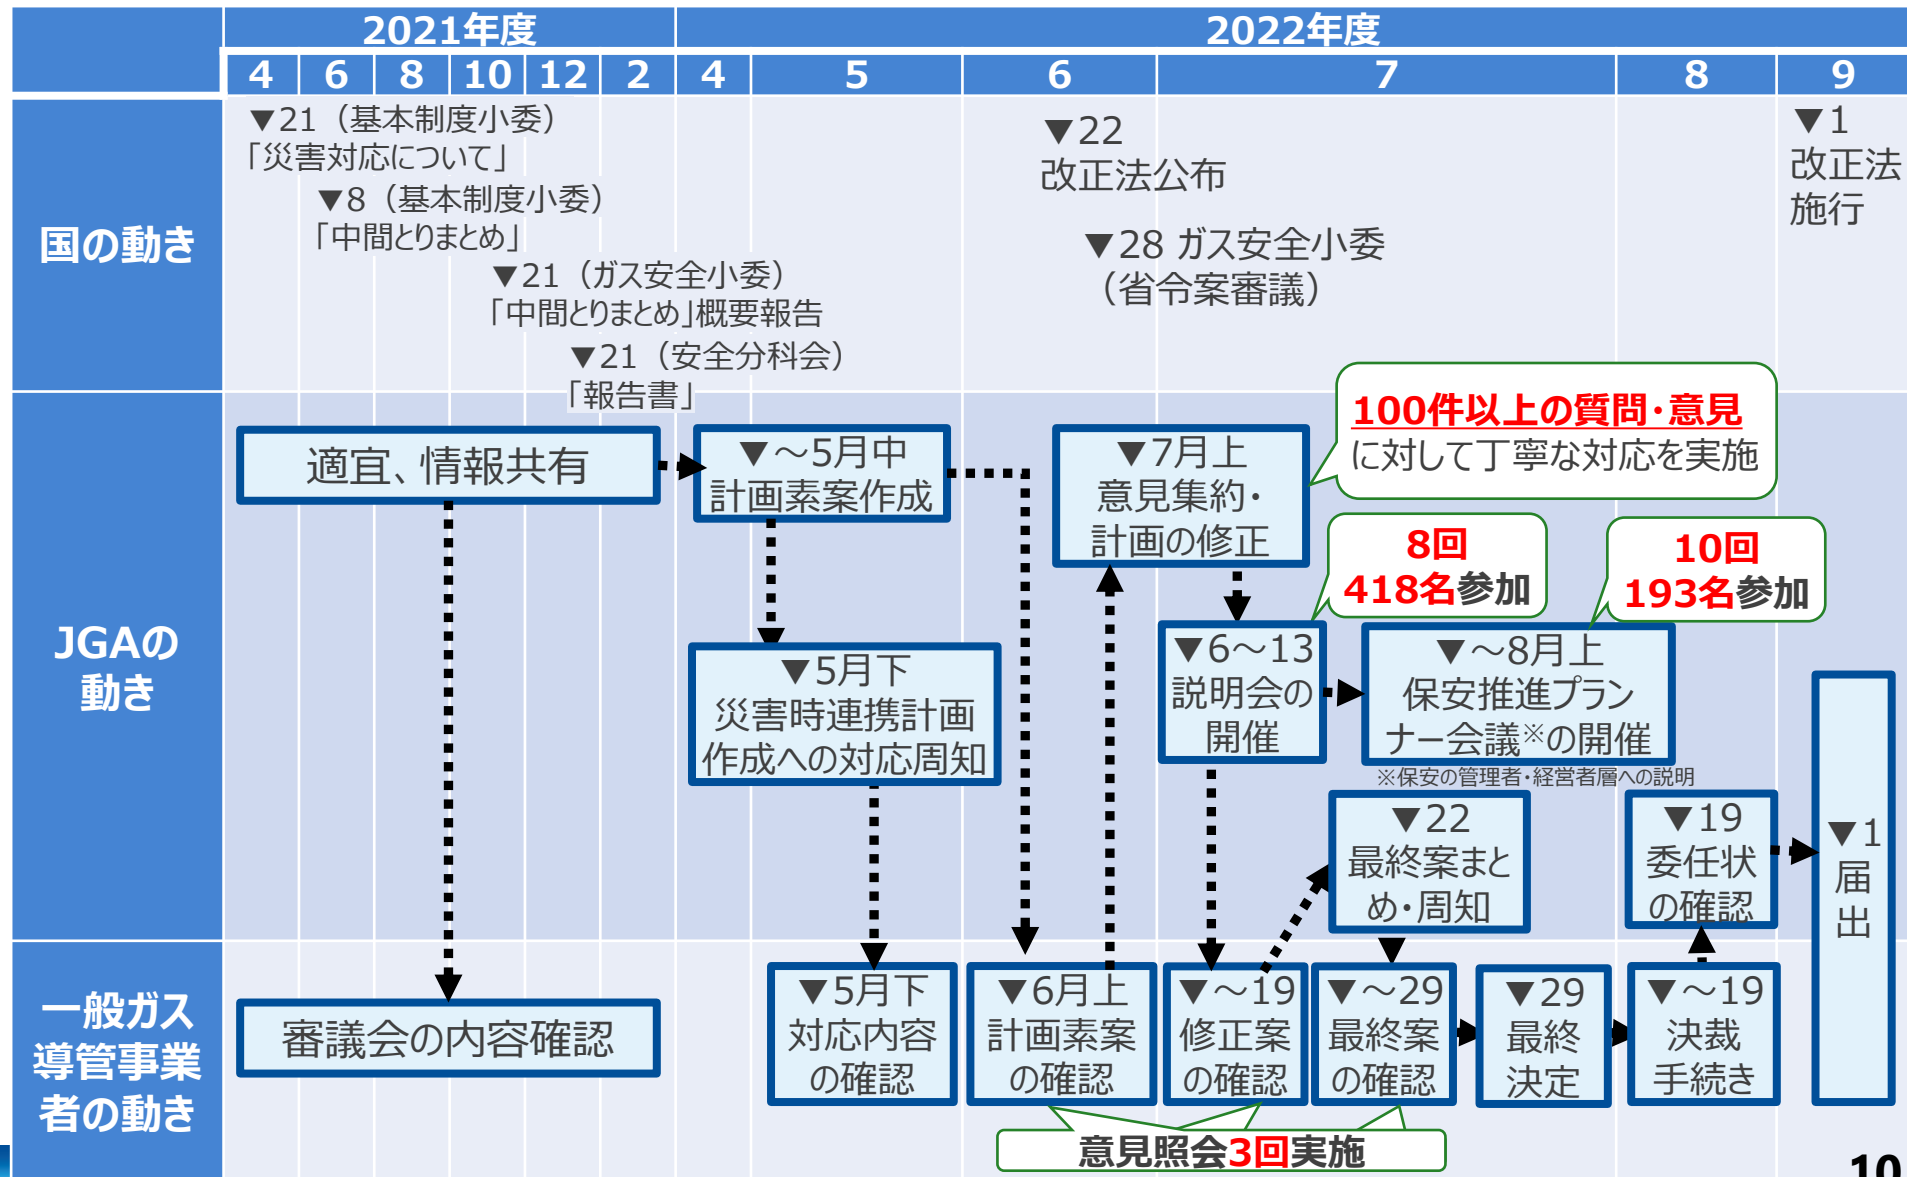 2021年度
2022年度
4 6 8 10 12 2 4 5 6 7 8 9
国の動き
▼21（基本制度小委）
「災害対応について」
▼8（基本制度小委）
「中間とりまとめ」
▼21（ガス安全小委）
「中間とりまとめ」概要報告
▼21（安全分科会）
「報告書」
▼22
改正法公布
▼28 ガス安全小委
（省令案審議）
▼1
改正法
施行
JGAの
動き
適宜、情報共有
▼～5月中
計画素案作成
▼5月下
災害時連携計画
作成への対応周知
▼7月上
意見集約・
計画の修正
100件以上の質問・意見
に対して丁寧な対応を実施
8回
418名参加
10回
193名参加
▼6～13
説明会の
開催
▼～8月上
保安推進プラン
ナー会議※の開催
※保安の管理者・経営者層への説明
▼22
最終案まと
め・周知
▼19
委任状
の確認
▼1
届
出
一般ガス
導管事業
者の動き
審議会の内容確認
▼5月下
対応内容
の確認
▼6月上
計画素案
の確認
▼～19
修正案
の確認
▼～29
最終案
の確認
▼29
最終
決定
▼～19
決裁
手続き
意見照会3回実施
10